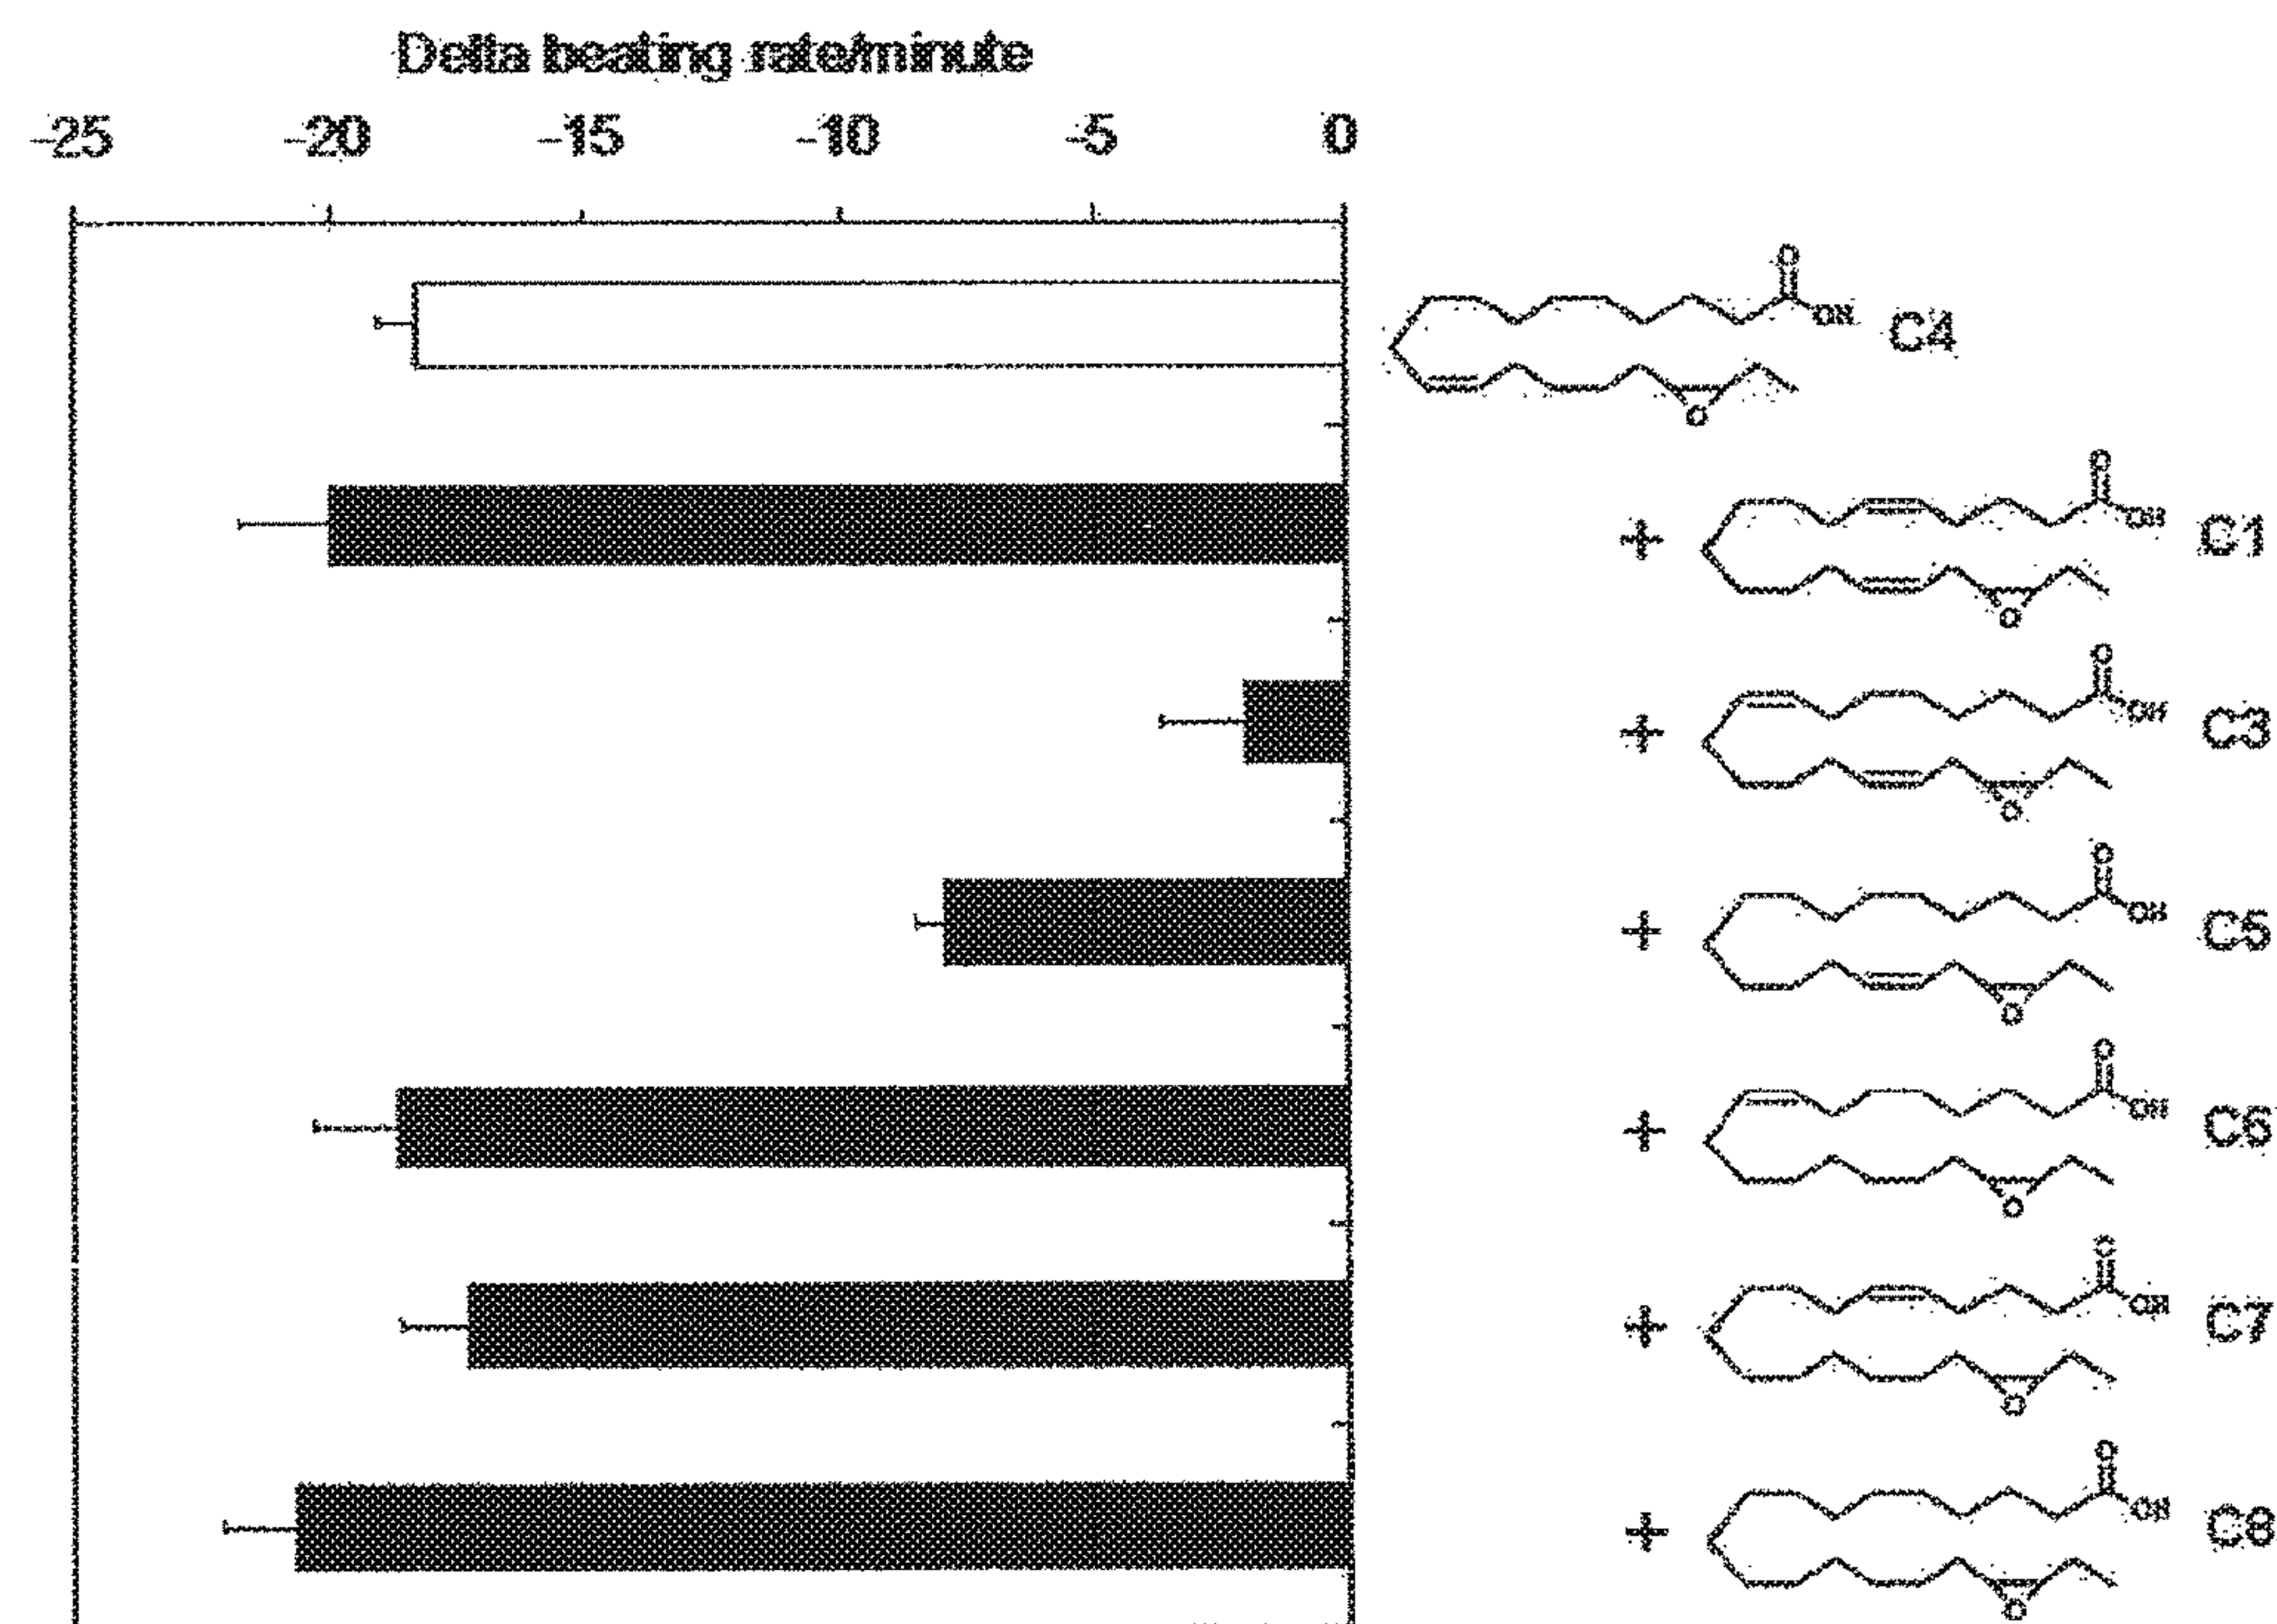 Delta beating rate/minute
-25 -20 -15 -10 -5 0
O
OH C4
O
O
+ OH C1
O
O
+ OH C3
O
O
+ OH C5
O
O
+ OH C6
O
O
+ OH C7
O
O
+ OH C8
O